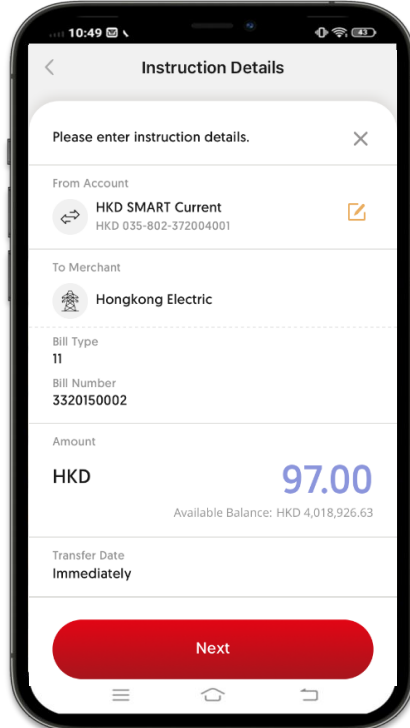 10:49
43
Instruction Details
Please enter instruction details.
From Account
HKD SMART Current
HKD 035-802-372004001
To Merchant
Hongkong Electric
Bill Type
11
Bill Number
3320150002
Amount
HKD 97.00
Available Balance: HKD 4,018,926.63
Transfer Date
Immediately
Next